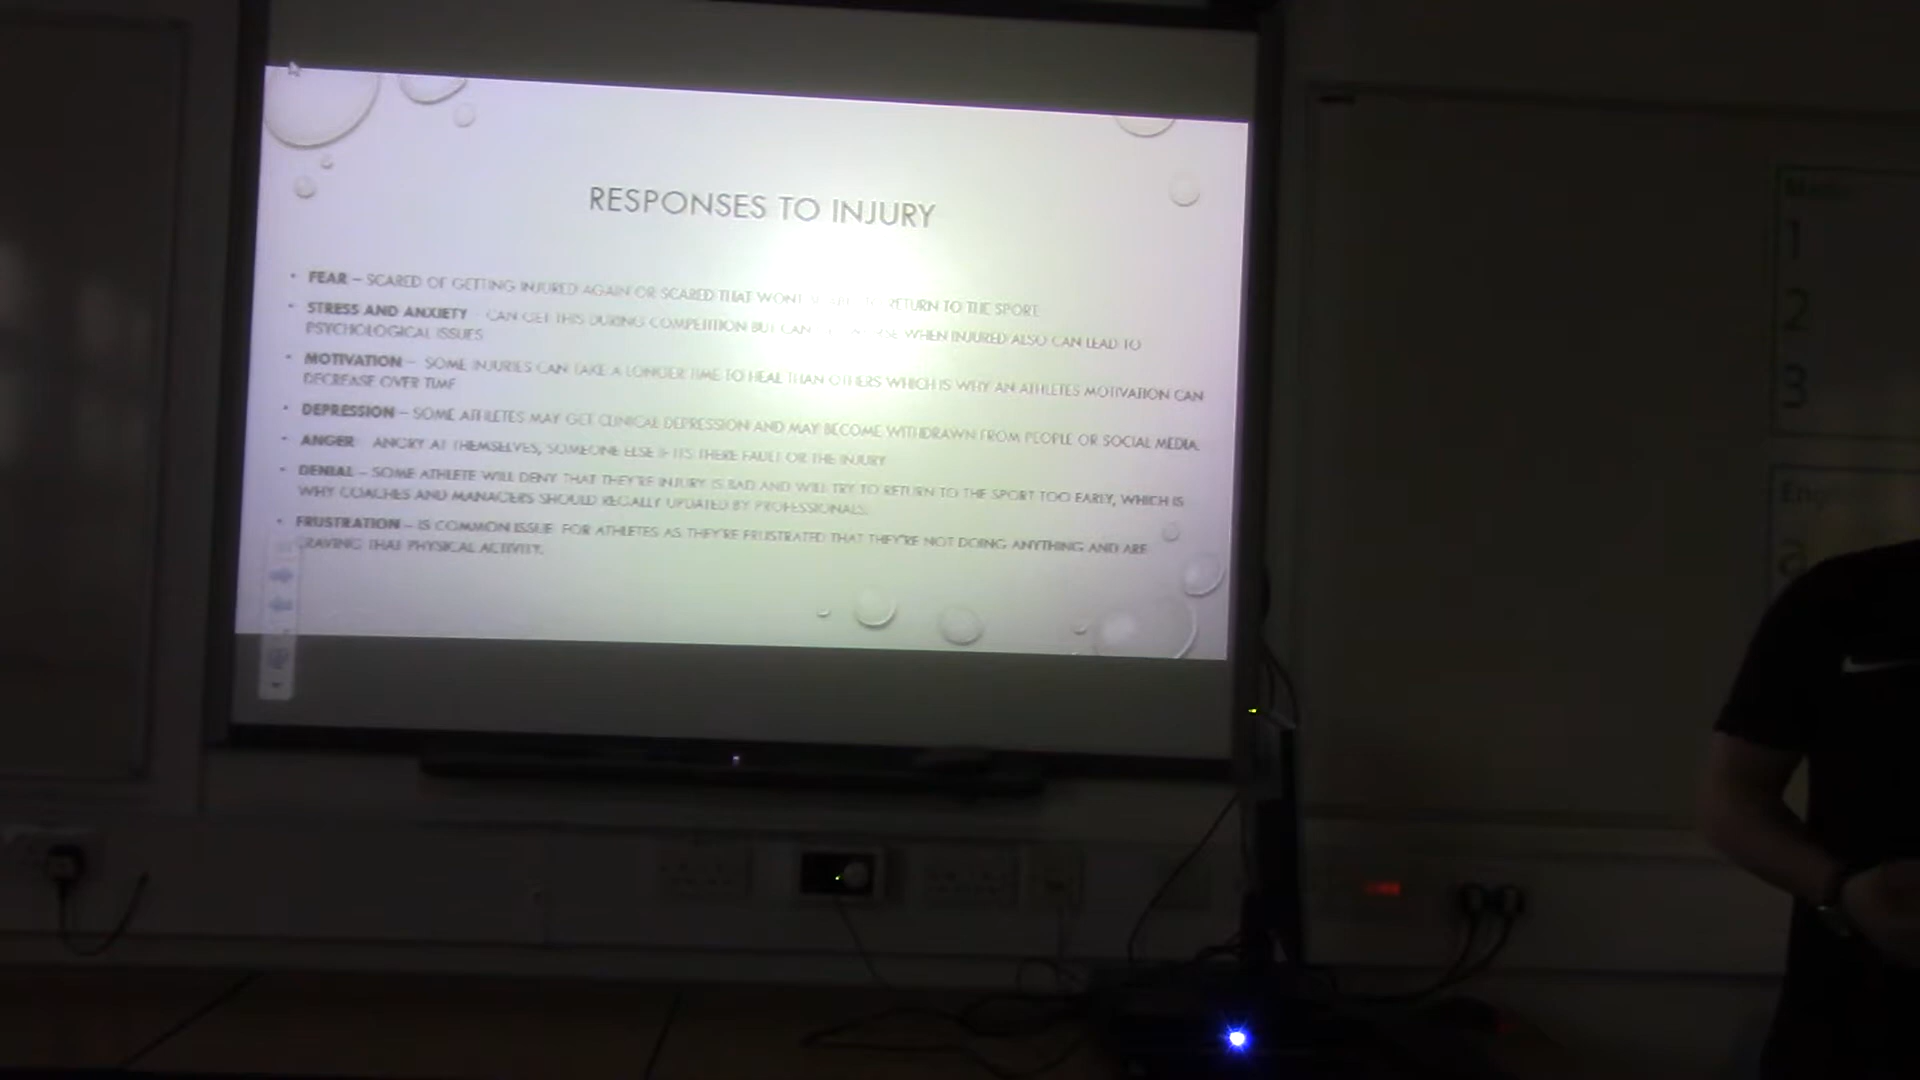 RESPONSES TO INJURY
• FEAR – SCARED OF GETTING INJURED AGAIN OR SCARED THAT WONT RETURN TO THE SPORT
• STRESS AND ANXIETY - CAN GET THIS DURING COMPETITION BUT CAN WHEN INJURED ALSO CAN LEAD TO
PSYCHOLOGICAL ISSUES
• MOTIVATION – SOME INJURIES CAN TAKE A LONGER TIME TO HEAL THAN OTHERS WHICH IS WHY AN ATHLETES MOTIVATION CAN
DECREASE OVER TIME
• DEPRESSION – SOME ATHLETES MAY GET CLINICAL DEPRESSION AND MAY BECOME WITHDRAWN FROM PEOPLE OR SOCIAL MEDIA.
• ANGER ANGRY AT THEMSELVES, SOMEONE ELSE IF ITS THERE FAULT OR THE INJURY
• DENIAL – SOME ATHLETE WILL DENY THAT THEY'RE INJURY IS BAD AND WILL TRY TO RETURN TO THE SPORT TOO EARLY, WHICH IS
WHY COACHES AND MANAGERS SHOULD REGALLY UPDATED BY PROFESSIONALS.
• FRUSTRATION – IS COMMON ISSUE FOR ATHLETES AS THEY'RE FRUSTRATED THAT THEY'RE NOT DOING ANYTHING AND ARE
CRAVING THAT PHYSICAL ACTIVITY.
Maths
1
2
3
English
2